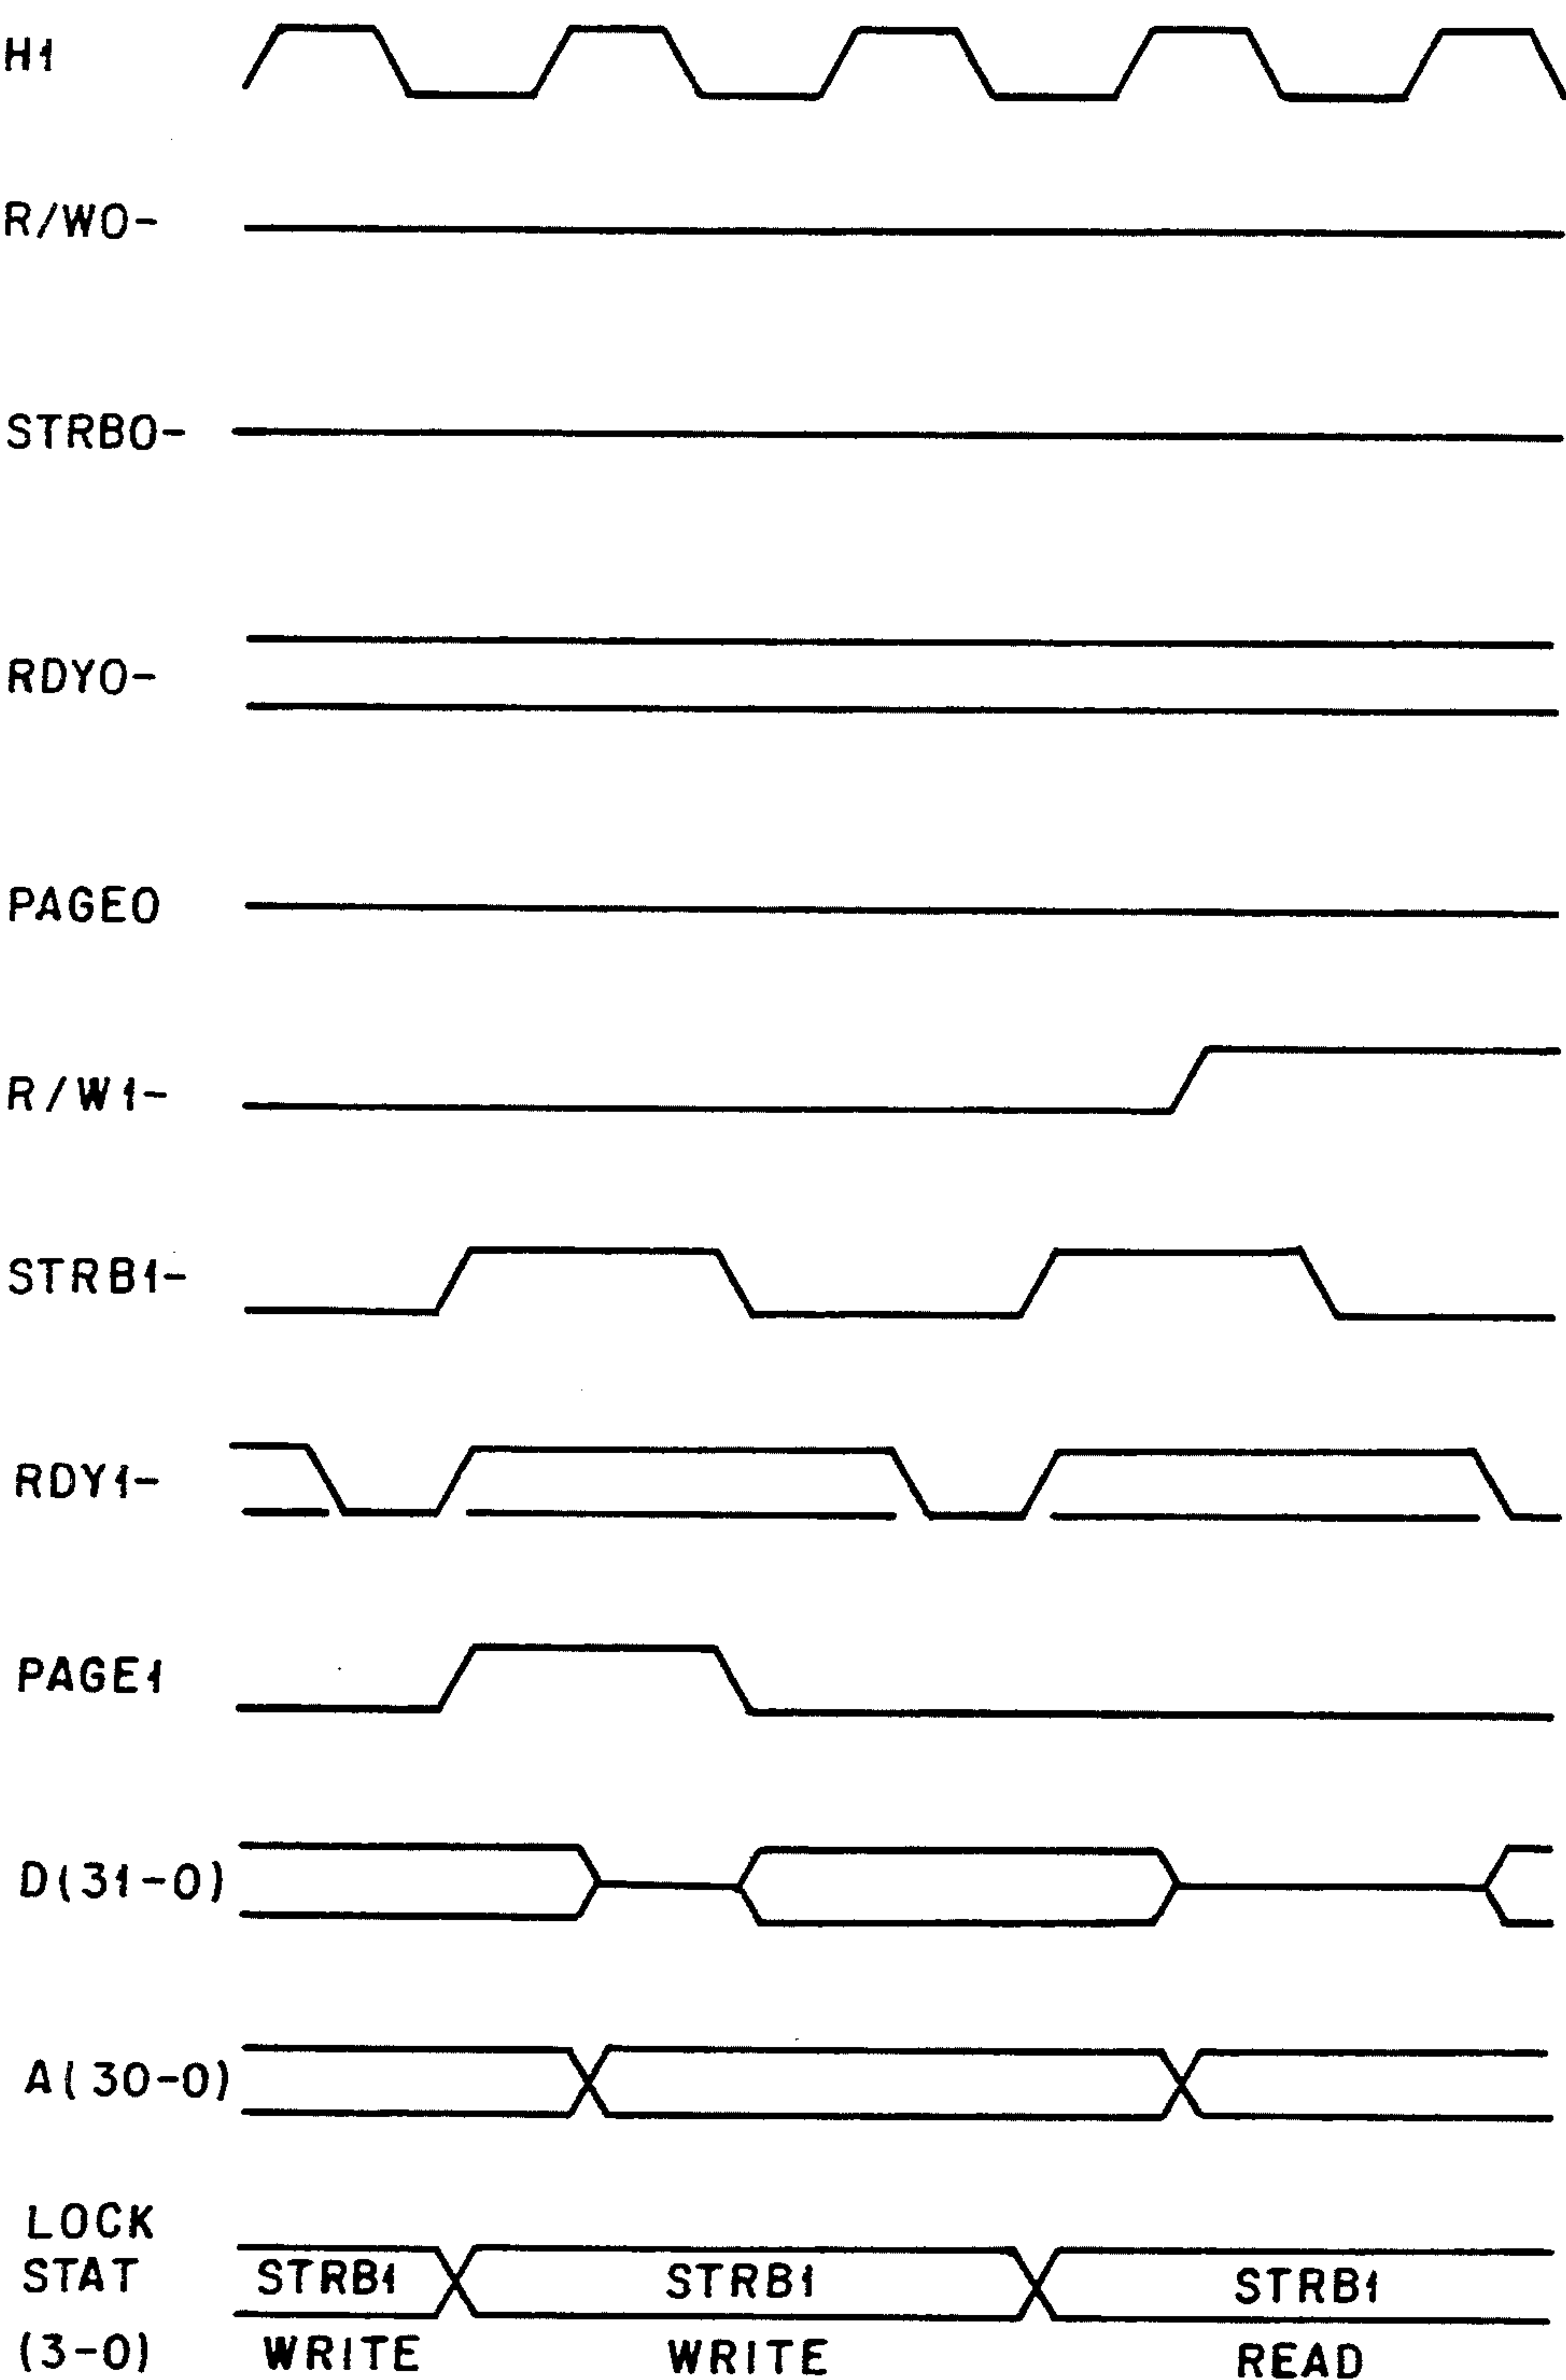 H1
R/W0-
STRB0-
RDY0-
PAGE0
R/W1-
STRB1-
RDY1-
PAGE1
D(31-0)
A(30-0)
LOCK
STAT STRB1 STRB1 STRB1
(3-0) WRITE WRITE READ